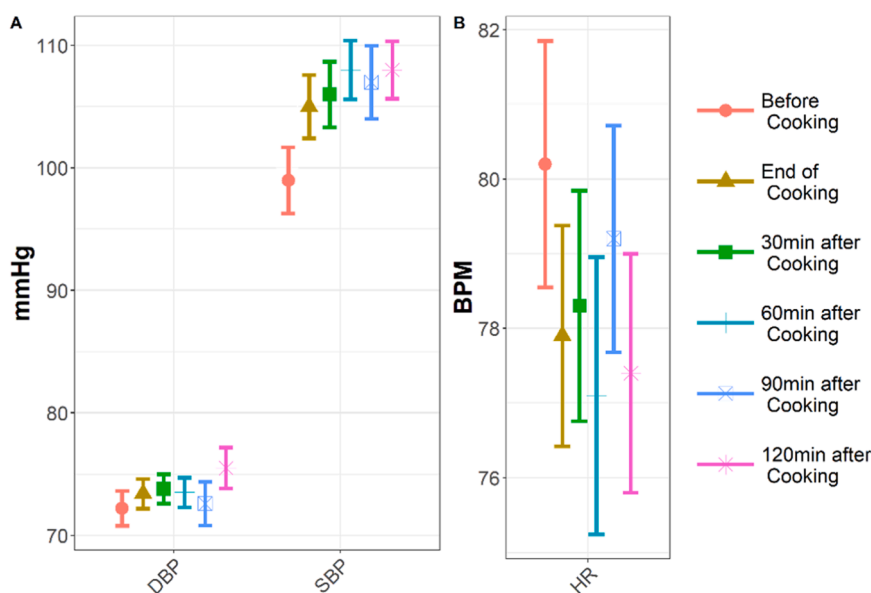 A
mmHg
110
100
90
80
70
DBP
SBP
B
BPM
82
80
78
76
HR
Before
Cooking
End of
Cooking
30min after
Cooking
60min after
Cooking
90min after
Cooking
120min after
Cooking